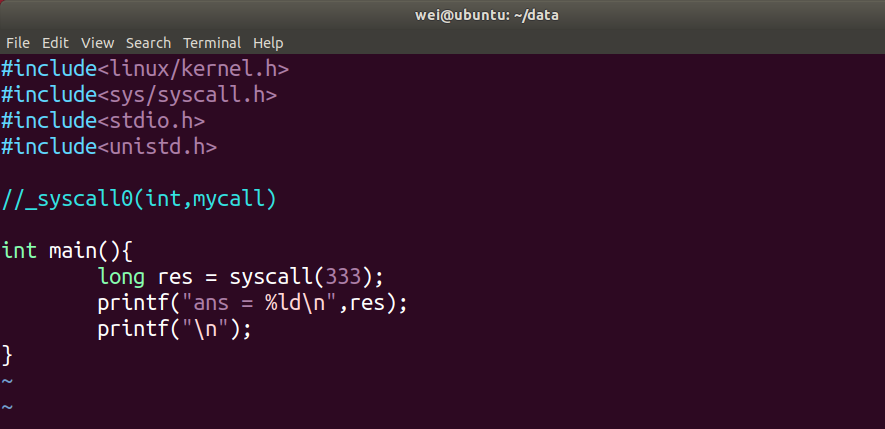 wei@ubuntu: ~/data
File Edit View Search Terminal Help
#include<linux/kernel.h>
#include<sys/syscall.h>
#include<stdio.h>
#include<unistd.h>
//_syscall0(int,mycall)
int main(){
        long res = syscall(333);
        printf("ans = %ld\n",res);
        printf("\n");
}
~
~